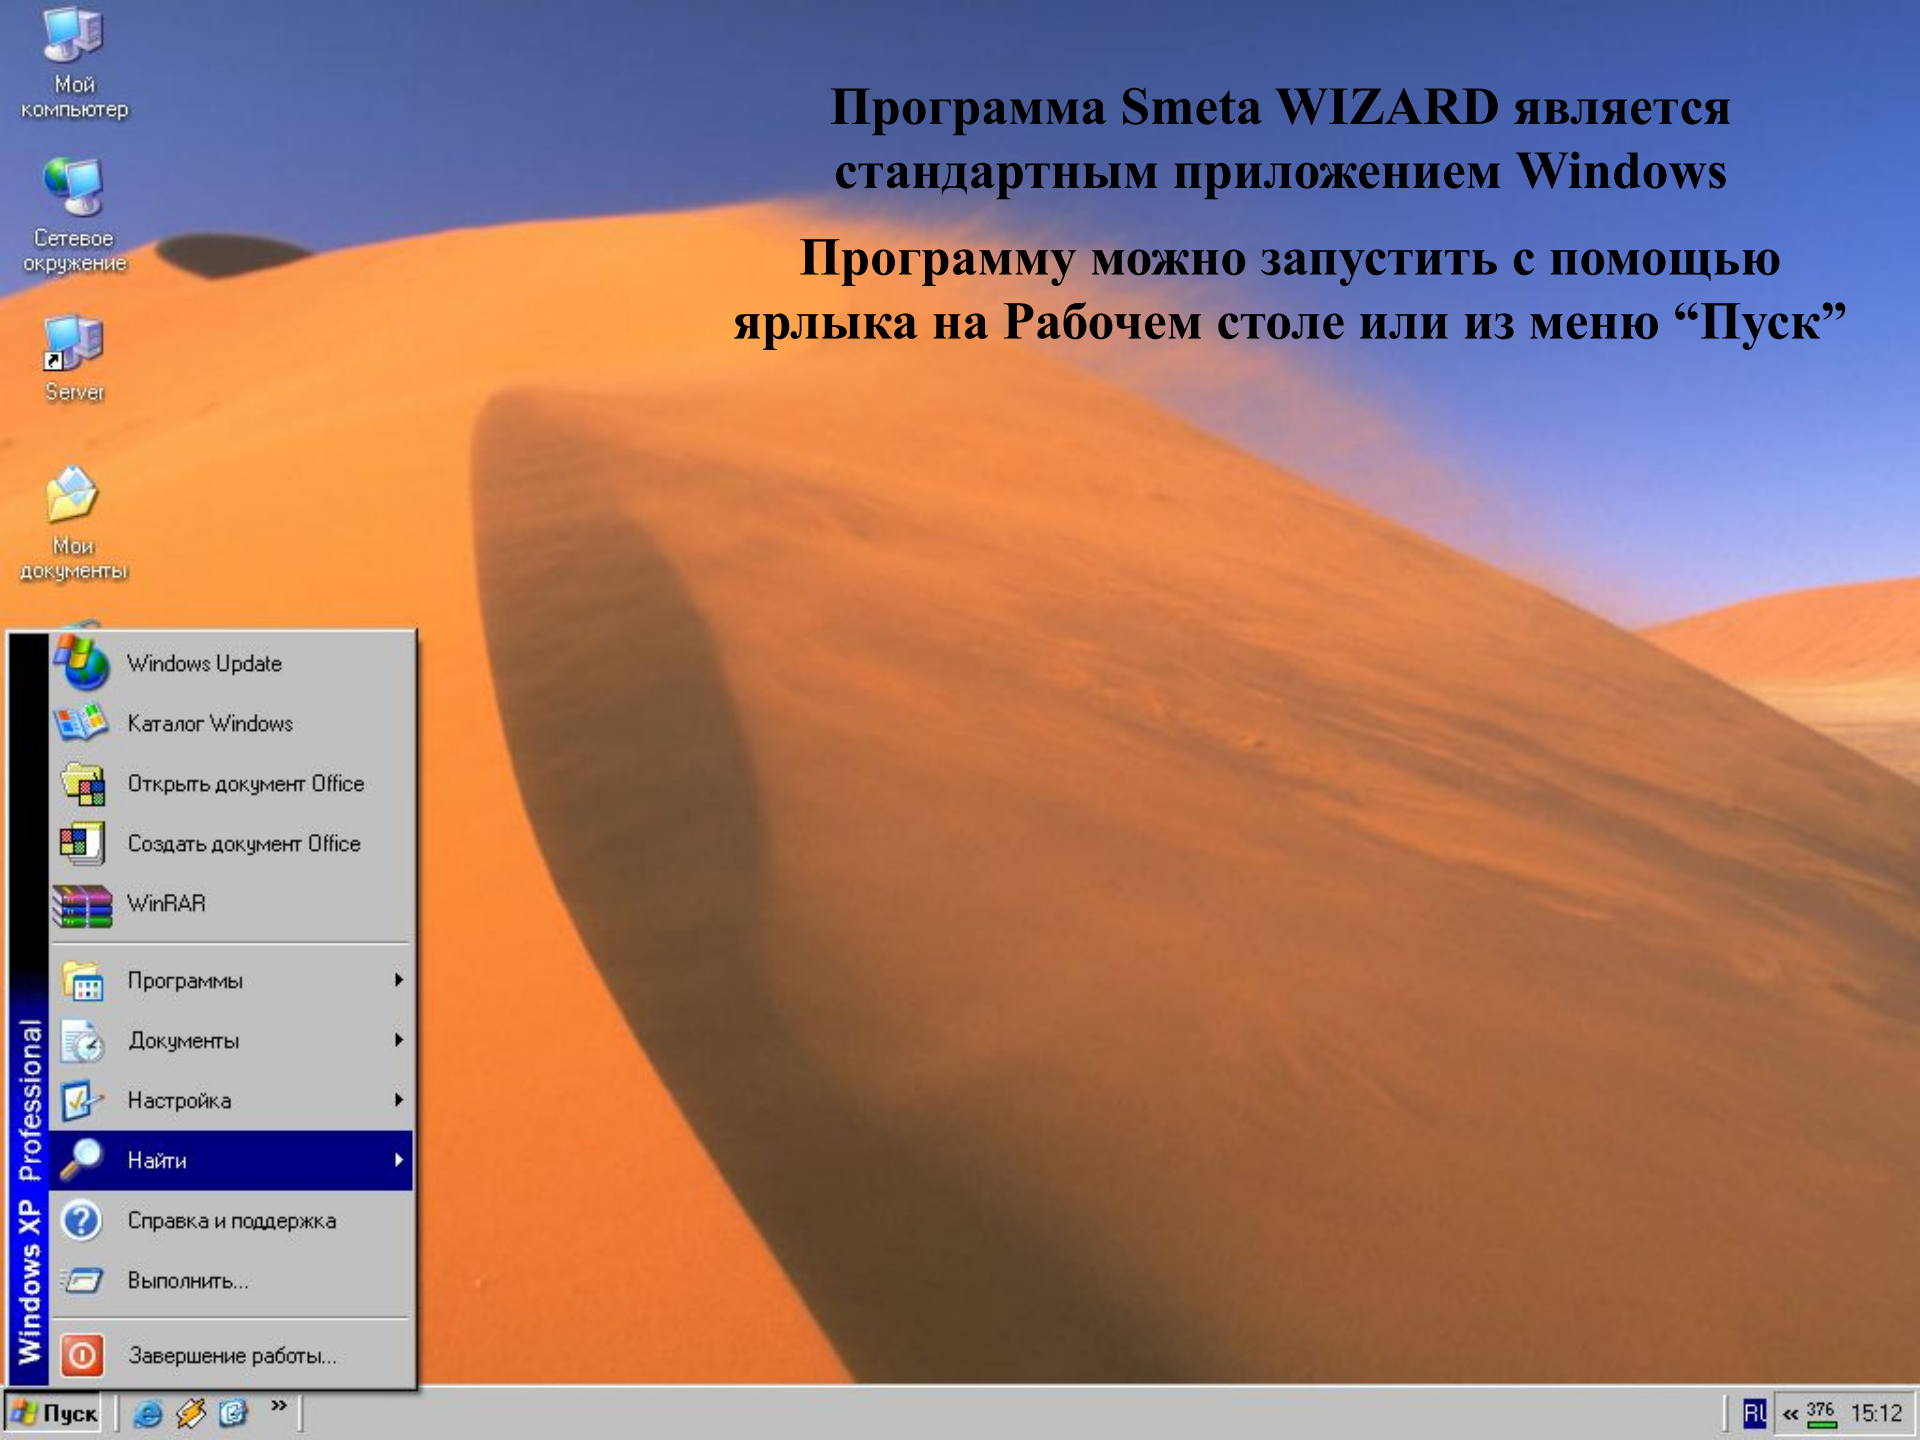 Мой
компьютер
Сетевое
окружение
Server
Мои
документы
Программа Smeta WIZARD является
стандартным приложением Windows
Программу можно запустить с помощью
ярлыка на Рабочем столе или из меню “Пуск”
Windows Update
Каталог Windows
Открыть документ Office
Создать документ Office
WinRAR
Программы
Документы
Настройка
Найти
Справка и поддержка
Выполнить...
Завершение работы...
Windows XP Professional
Пуск
»
RU
« 376 15:12